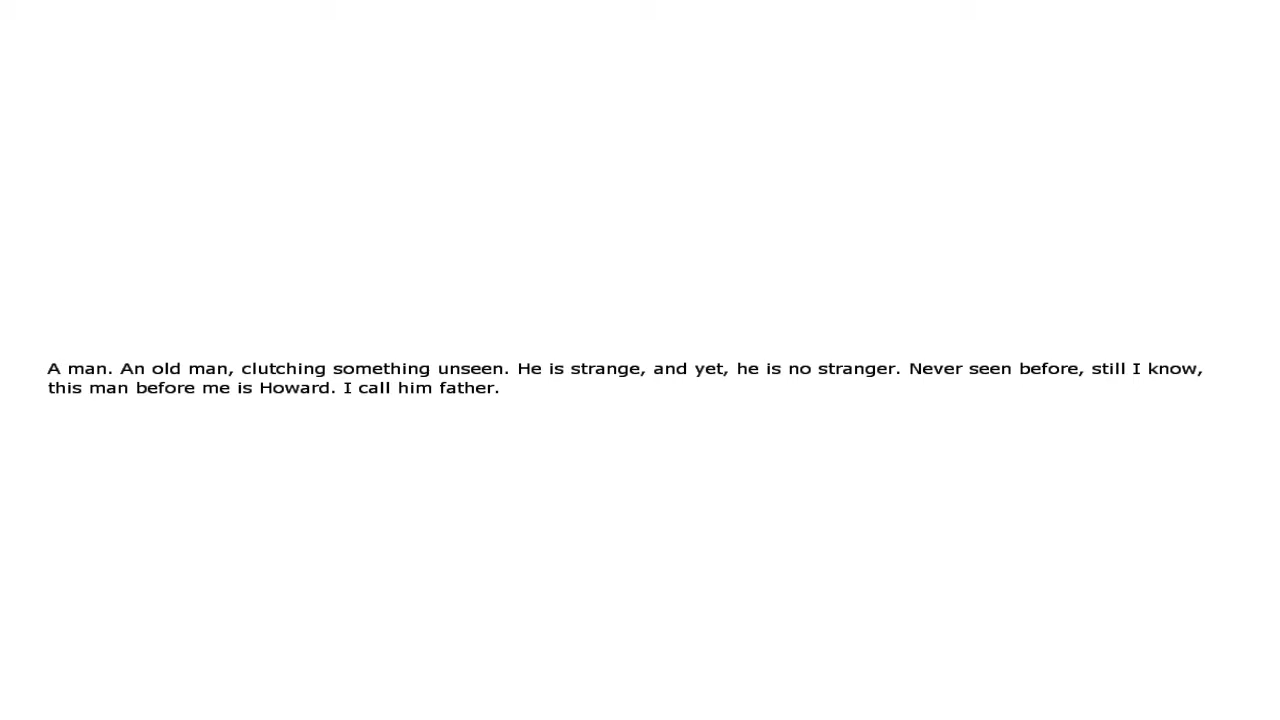 A man. An old man, clutching something unseen. He is strange, and yet, he is no stranger. Never seen before, still I know,
this man before me is Howard. I call him father.